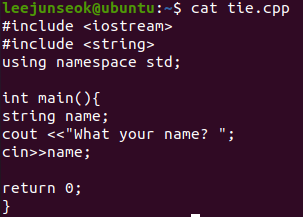 leejunseok@ubuntu:~$ cat tie.cpp
#include <iostream>
#include <string>
using namespace std;
int main(){
string name;
cout <<"What your name? ";
cin>>name;
return 0;
}